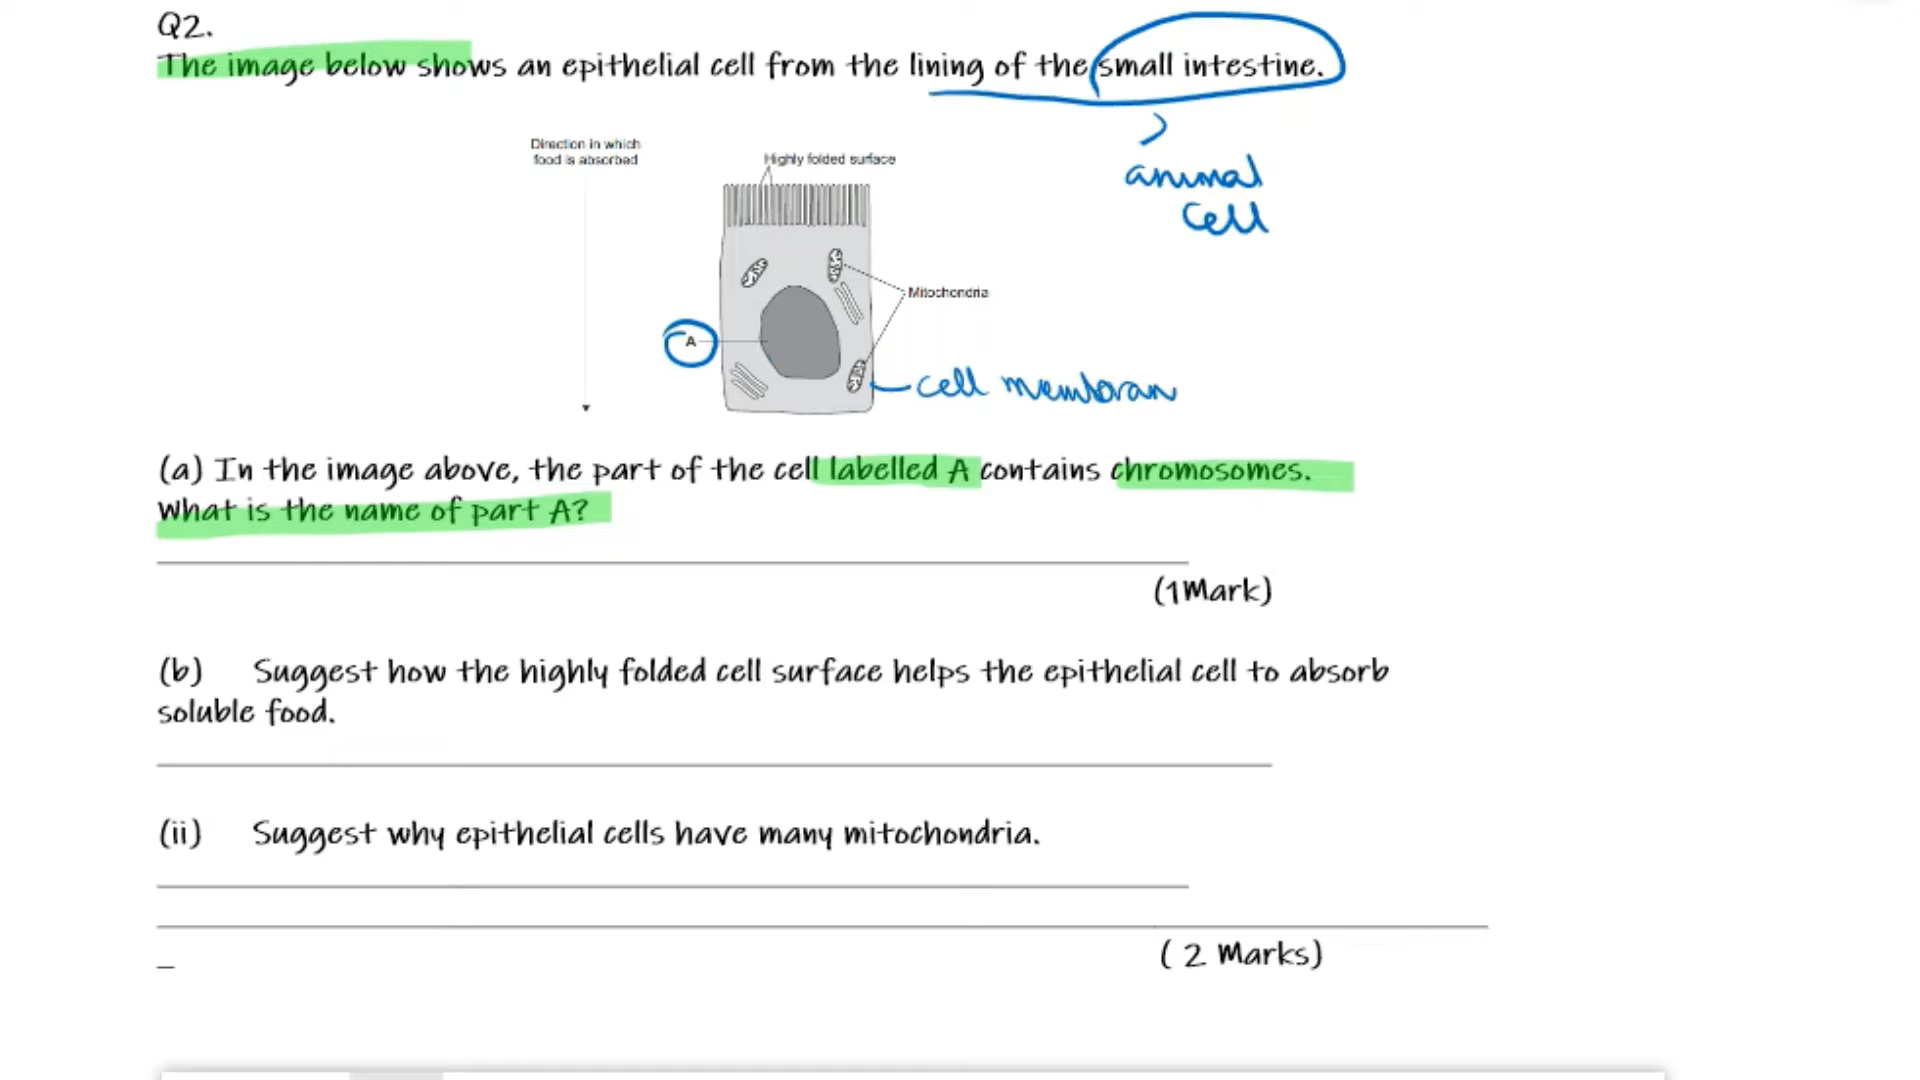 Q2.
The image below shows an epithelial cell from the lining of the small intestine.
animal
cell
Direction in which
food is absorbed
Highly folded surface
Mitochondria
A
cell membran
(a) In the image above, the part of the cell labelled A contains chromosomes.
What is the name of part A?
(1Mark)
(b) Suggest how the highly folded cell surface helps the epithelial cell to absorb
soluble food.
(ii) Suggest why epithelial cells have many mitochondria.
( 2 Marks)